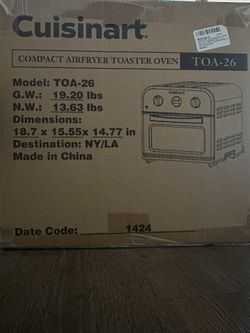 Cuisinart
COMPACT AIRFRYER TOASTER OVEN TOA-26
Model: TOA-26
G.W.: 19.20 lbs
N.W.: 13.63 lbs
Dimensions:
18.7 x 15.55x 14.77 in
Destination: NY/LA
Made in China
Cuisinart
Date Code: 1424